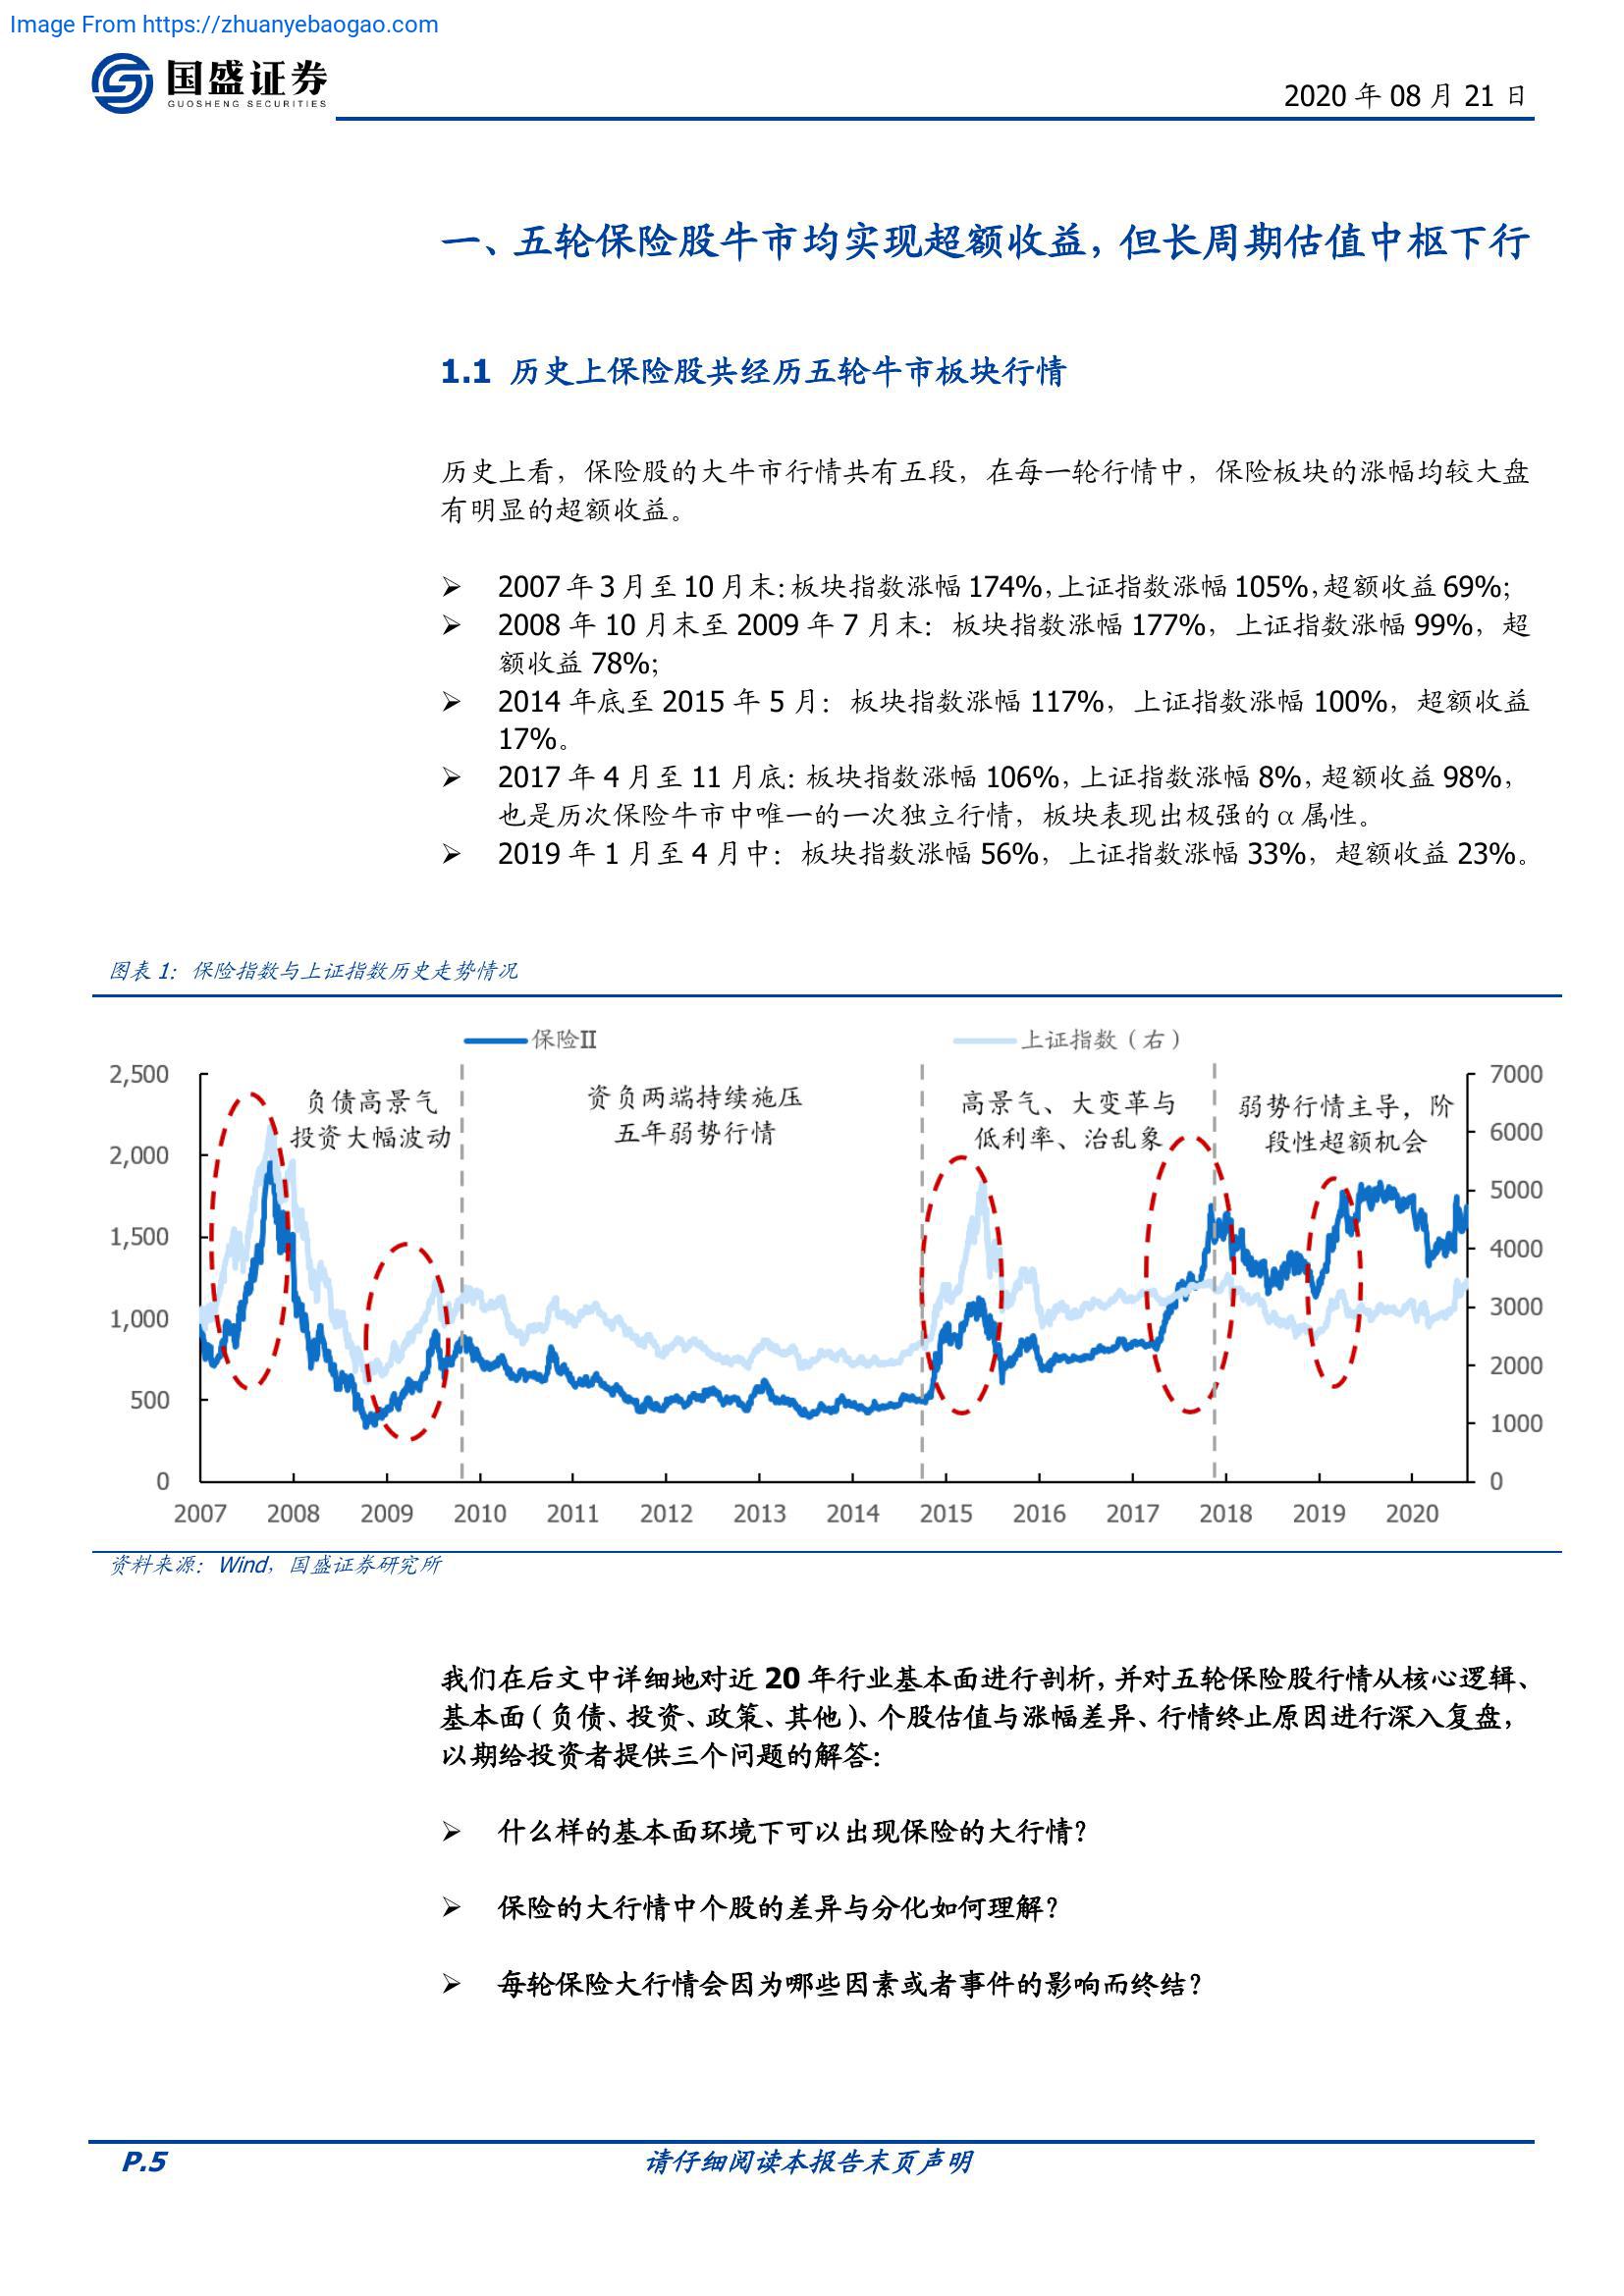 Image From https://zhuanyebaogao.com
国盛证券
GUOSHENG SECURITIES
2020 年 08 月 21 日
一、五轮保险股牛市均实现超额收益，但长周期估值中枢下行
1.1 历史上保险股共经历五轮牛市板块行情
历史上看，保险股的大牛市行情共有五段，在每一轮行情中，保险板块的涨幅均较大盘
有明显的超额收益。
➢ 2007 年 3 月至 10 月末：板块指数涨幅 174%，上证指数涨幅 105%，超额收益 69%；
➢ 2008 年 10 月末至 2009 年 7 月末：板块指数涨幅 177%，上证指数涨幅 99%，超
额收益 78%；
➢ 2014 年底至 2015 年 5 月：板块指数涨幅 117%，上证指数涨幅 100%，超额收益
17%。
➢ 2017 年 4 月至 11 月底：板块指数涨幅 106%，上证指数涨幅 8%，超额收益 98%，
也是历次保险牛市中唯一的一次独立行情，板块表现出极强的 α 属性。
➢ 2019 年 1 月至 4 月中：板块指数涨幅 56%，上证指数涨幅 33%，超额收益 23%。
图表 1：保险指数与上证指数历史走势情况
保险Ⅱ 上证指数（右）
2,500
2,000
1,500
1,000
500
0
负债高景气
投资大幅波动
资负两端持续施压
五年弱势行情
高景气、大变革与
低利率、治乱象
弱势行情主导，阶
段性超额机会
7000
6000
5000
4000
3000
2000
1000
0
2007 2008 2009 2010 2011 2012 2013 2014 2015 2016 2017 2018 2019 2020
资料来源：Wind，国盛证券研究所
我们在后文中详细地对近 20 年行业基本面进行剖析，并对五轮保险股行情从核心逻辑、
基本面（负债、投资、政策、其他）、个股估值与涨幅差异、行情终止原因进行深入复盘，
以期给投资者提供三个问题的解答：
➢ 什么样的基本面环境下可以出现保险的大行情？
➢ 保险的大行情中个股的差异与分化如何理解？
➢ 每轮保险大行情会因为哪些因素或者事件的影响而终结？
P.5 请仔细阅读本报告末页声明